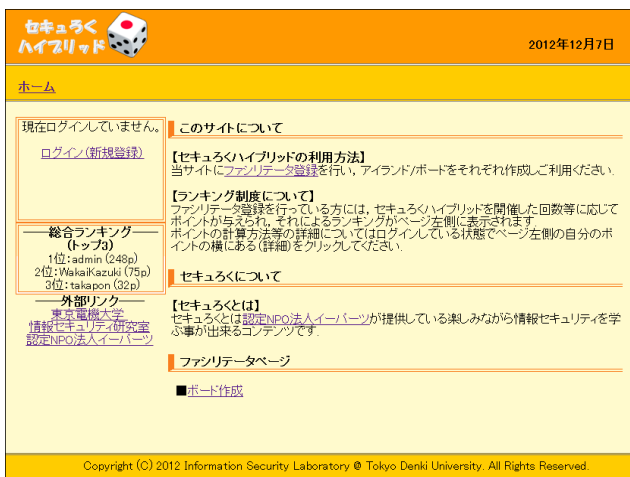 セキュろく
ハイブリッド
2012年12月7日
ホーム
現在ログインしていません。
ログイン(新規登録)
総合ランキング
(トップ3)
1位:admin (248p)
2位:WakaiKazuki (75p)
3位:takapon (32p)
外部リンク
東京電機大学
情報セキュリティ研究室
認定NPO法人イーパーツ
このサイトについて
【セキュろくハイブリッドの利用方法】
当サイトにファシリテータ登録を行い, アイランド/ボードをそれぞれ作成しご利用ください.
【ランキング制度について】
ファシリテータ登録を行っている方には, セキュろくハイブリッドを開催した回数等に応じて
ポイントが与えられ, それによるランキングがページ左側に表示されます.
ポイントの計算方法等の詳細についてはログインしている状態でページ左側の自分のポ
イントの横にある(詳細)をクリックしてください.
セキュろくについて
【セキュろくとは】
セキュろくとは認定NPO法人イーパーツが提供している楽しみながら情報セキュリティを学
ぶ事が出来るコンテンツです.
ファシリテータページ
■ボード作成
Copyright (C) 2012 Information Security Laboratory @ Tokyo Denki University. All Rights Reserved.